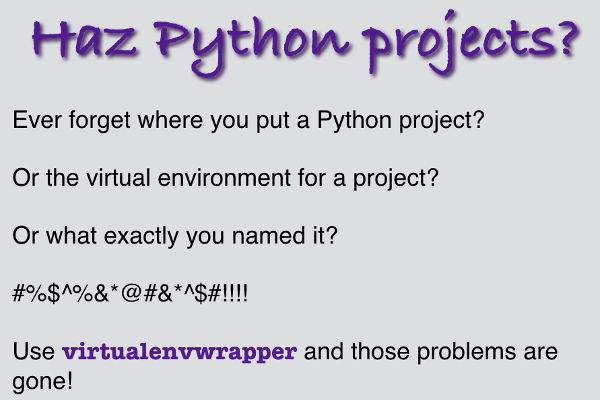 Haz Python projects?
Ever forget where you put a Python project?
Or the virtual environment for a project?
Or what exactly you named it?
#%$^%&*@#&*^$#!!!!
Use virtualenvwrapper and those problems are
gone!